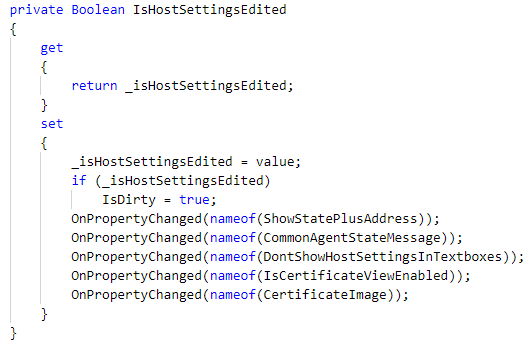 private Boolean IsHostSettingsEdited
{
    get
    {
        return _isHostSettingsEdited;
    }
    set
    {
        _isHostSettingsEdited = value;
        if (_isHostSettingsEdited)
            IsDirty = true;
        OnPropertyChanged(nameof(ShowStatePlusAddress));
        OnPropertyChanged(nameof(CommonAgentStateMessage));
        OnPropertyChanged(nameof(DontShowHostSettingsInTextboxes));
        OnPropertyChanged(nameof(IsCertificateViewEnabled));
        OnPropertyChanged(nameof(CertificateImage));
    }
}